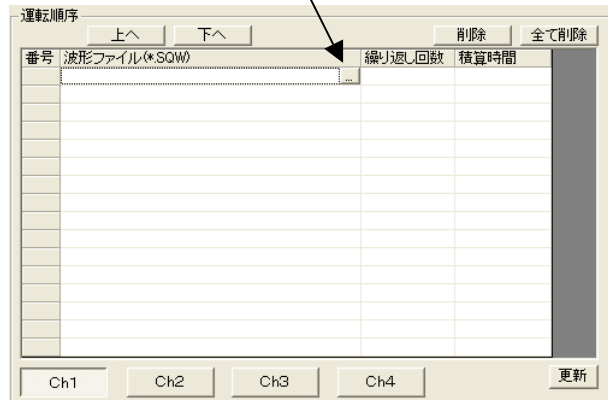 運転順序
上へ 下へ 削除 全て削除
番号 波形ファイル(*.SQW) 繰り返し回数 積算時間
...
Ch1 Ch2 Ch3 Ch4 更新